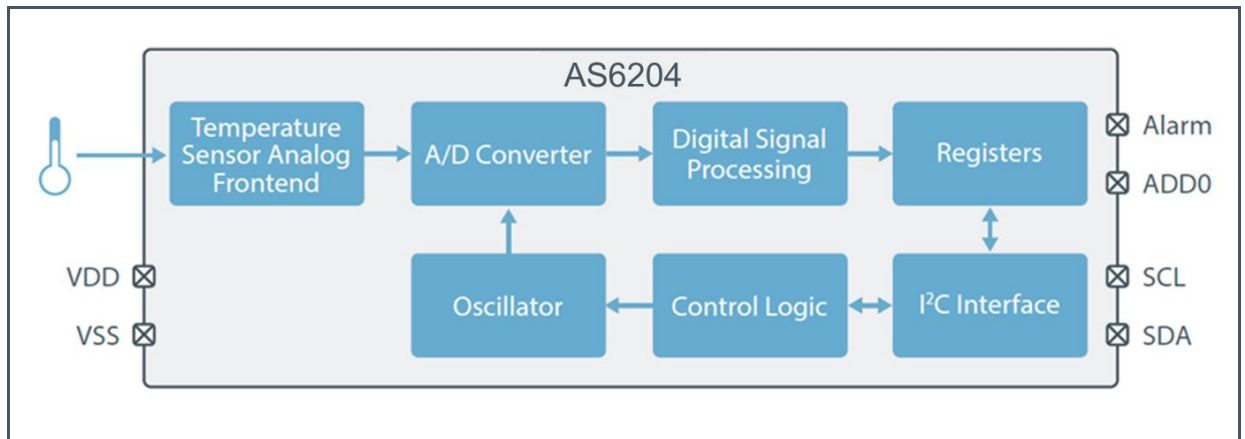 AS6204
Temperature
Sensor Analog
Frontend
A/D Converter
Digital Signal
Processing
Registers
Alarm
ADD0
VDD
VSS
Oscillator
Control Logic
I²C Interface
SCL
SDA